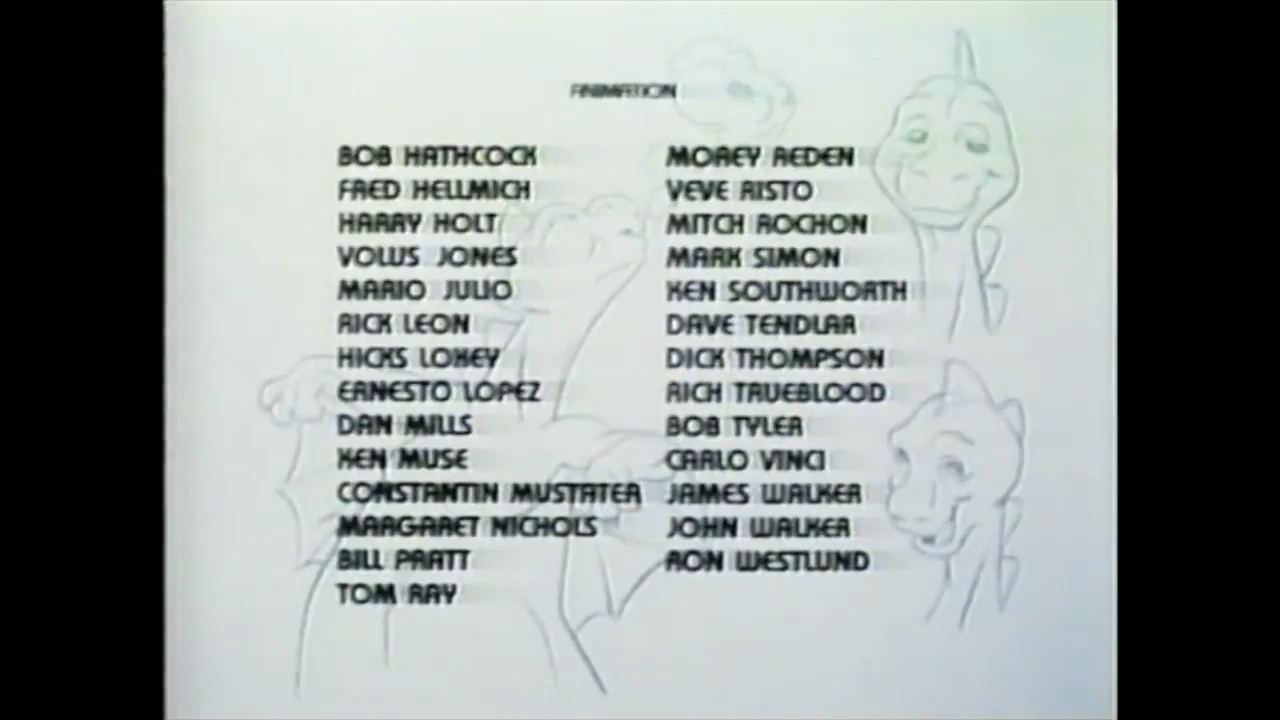 ANIMATION
BOB HATHCOCK
FRED HELLMICH
HARRY HOLT
VOLUS JONES
MARIO JULIO
RICK LEON
HICKS LOKEY
ERNESTO LOPEZ
DAN MILLS
KEN MUSE
CONSTANTIN MUSTATER
MARGARET NICHOLS
BILL PRATT
TOM RAY
MOREY REDEN
VEVE RISTO
MITCH ROCHON
MARK SIMON
KEN SOUTHWORTH
DAVE TENDLAR
DICK THOMPSON
RICH TRUEBLOOD
BOB TYLER
CARLO VINCI
JAMES WALKER
JOHN WALKER
RON WESTLUND